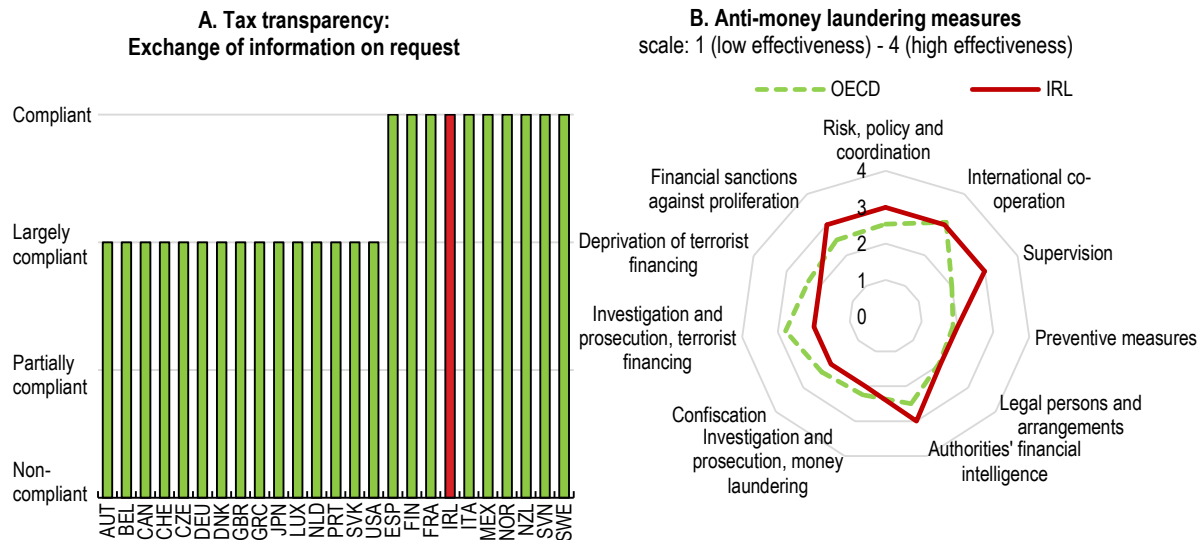 A. Tax transparency:
Exchange of information on request
Compliant
Largely
compliant
Partially
compliant
Non-
compliant
AUT
BEL
CAN
CHE
CZE
DEU
DNK
GBR
GRC
JPN
LUX
NLD
PRT
SVK
USA
ESP
FIN
FRA
IRL
ITA
MEX
NOR
NZL
SVN
SWE
B. Anti-money laundering measures
scale: 1 (low effectiveness) - 4 (high effectiveness)
OECD
IRL
Risk, policy and
coordination
International co-
operation
Supervision
Preventive measures
Legal persons and
arrangements
Authorities' financial
intelligence
Investigation and
prosecution, money
laundering
Confiscation
Investigation and
prosecution, terrorist
financing
Deprivation of terrorist
financing
Financial sanctions
against proliferation
4
3
2
1
0